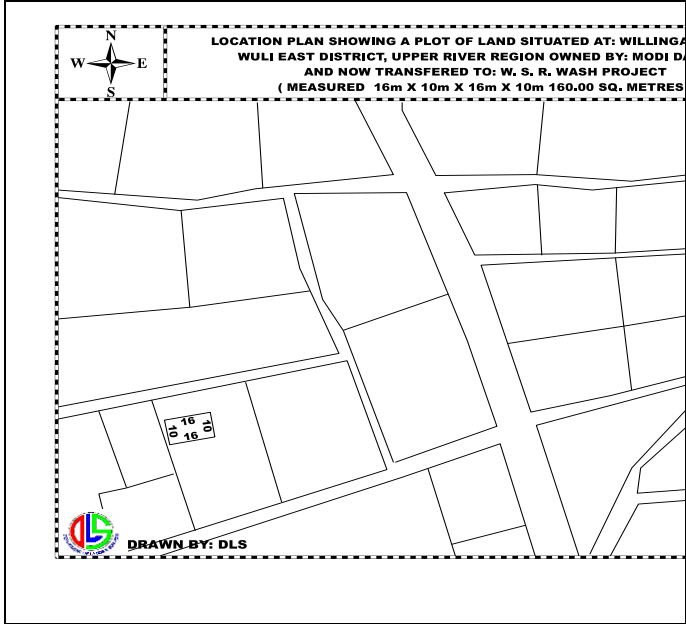 N
W E
S
LOCATION PLAN SHOWING A PLOT OF LAND SITUATED AT: WILLINGA
WULI EAST DISTRICT, UPPER RIVER REGION OWNED BY: MODI DA
AND NOW TRANSFERED TO: W. S. R. WASH PROJECT
( MEASURED 16m X 10m X 16m X 10m 160.00 SQ. METRES
16
10 10
16
DLS
DRAWN BY: DLS